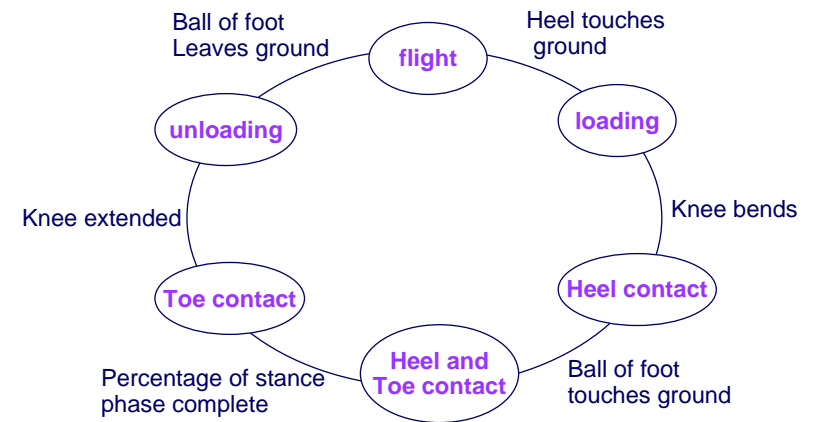 Ball of foot
Leaves ground
flight
Heel touches
ground
unloading
loading
Knee extended
Knee bends
Toe contact
Heel contact
Heel and
Toe contact
Percentage of stance
phase complete
Ball of foot
touches ground